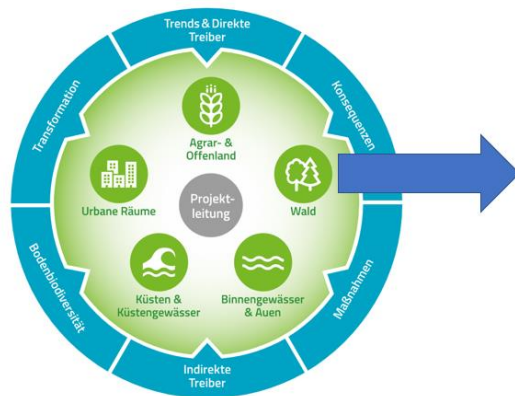 Trends & Direkte
Treiber
Transformation
Konsequenzen
Agrar- &
Offenland
Urbane Räume
Projekt-
leitung
Wald
Küsten &
Küstengewässer
Binnengewässer
& Auen
Bodenbiodiversität
Maßnahmen
Indirekte
Treiber